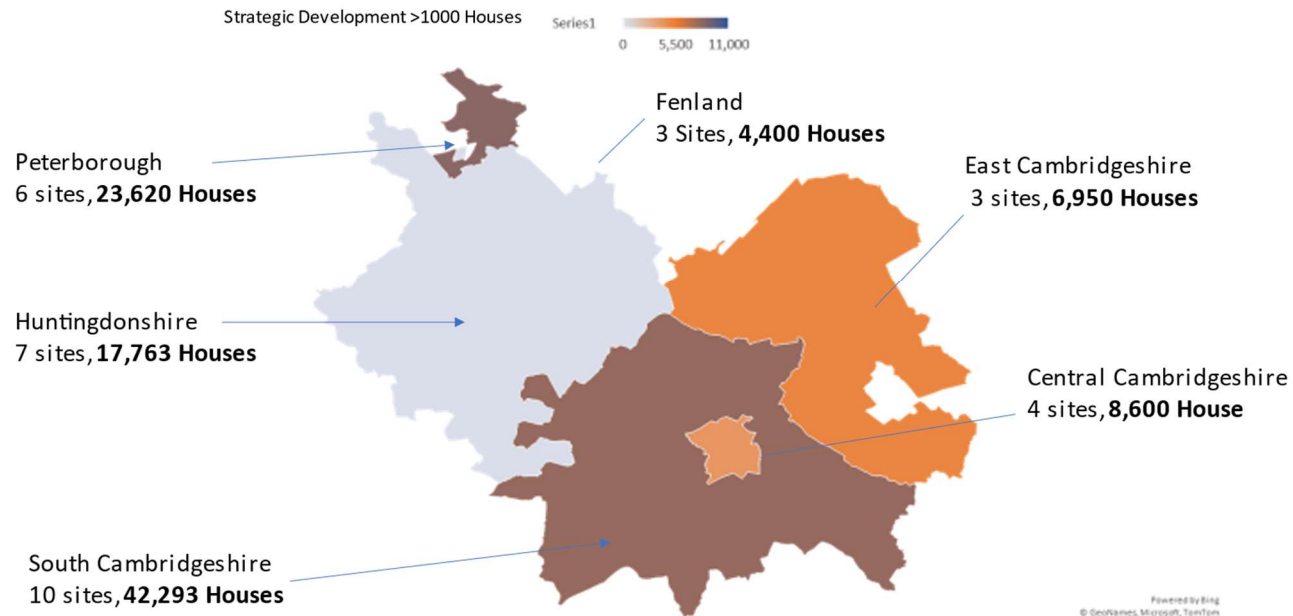 Strategic Development >1000 Houses
Series1
0 5,500 11,000
Fenland
3 Sites, 4,400 Houses
Peterborough
6 sites, 23,620 Houses
East Cambridgeshire
3 sites, 6,950 Houses
Huntingdonshire
7 sites, 17,763 Houses
Central Cambridgeshire
4 sites, 8,600 House
South Cambridgeshire
10 sites, 42,293 Houses
Powered by Bing
© GeoNames, Microsoft, TomTom